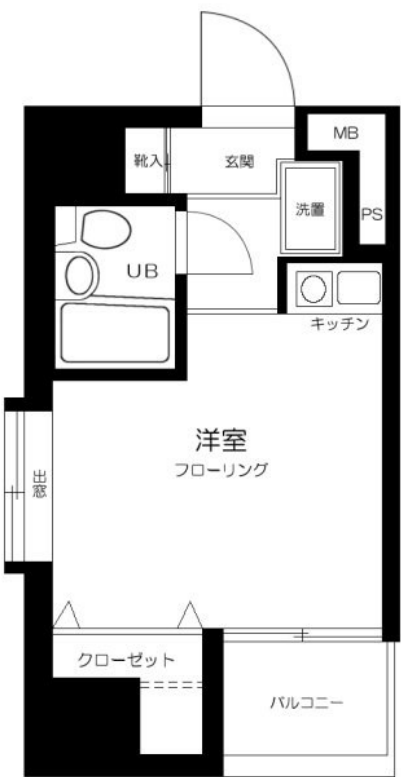 MB
靴入
玄関
洗置
PS
UB
キッチン
洋室
フローリング
出窓
クローゼット
バルコニー